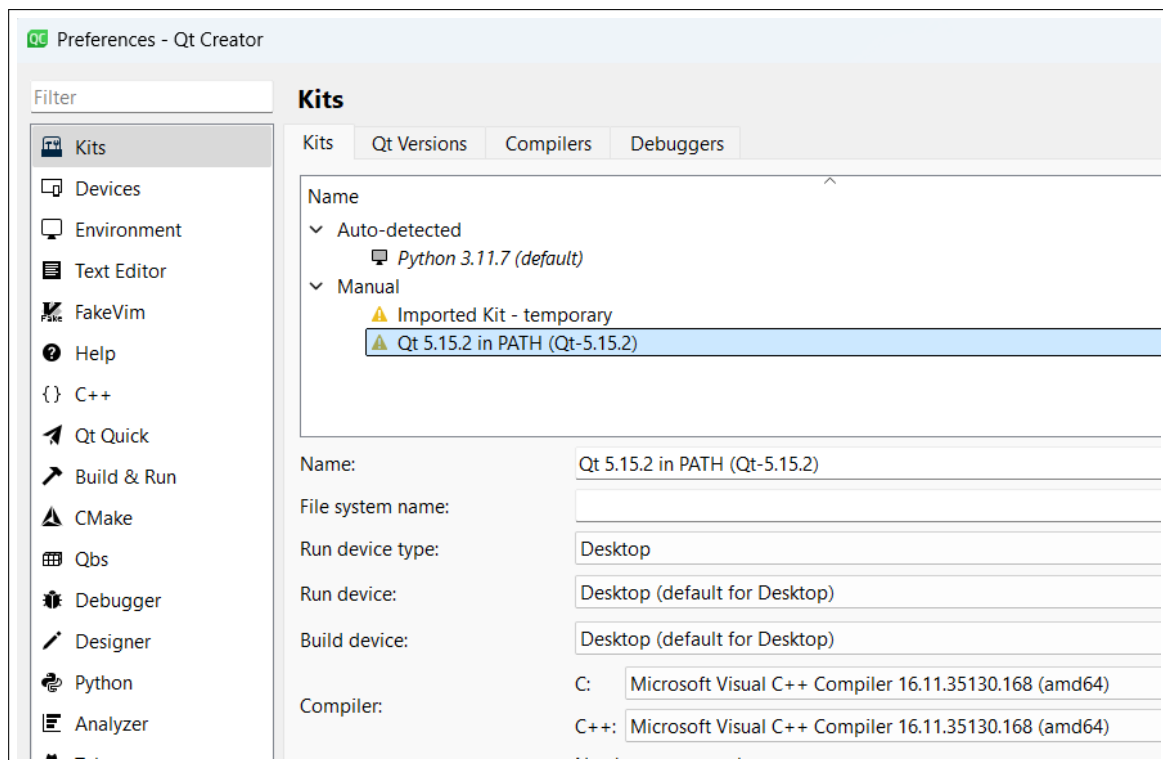 Preferences - Qt Creator
Filter
Kits
Devices
Environment
Text Editor
FakeVim
Help
C++
Qt Quick
Build & Run
CMake
Qbs
Debugger
Designer
Python
Analyzer
Kits
Kits Qt Versions Compilers Debuggers
Name
Auto-detected
Python 3.11.7 (default)
Manual
Imported Kit - temporary
Qt 5.15.2 in PATH (Qt-5.15.2)
Name: Qt 5.15.2 in PATH (Qt-5.15.2)
File system name:
Run device type: Desktop
Run device: Desktop (default for Desktop)
Build device: Desktop (default for Desktop)
Compiler:
C: Microsoft Visual C++ Compiler 16.11.35130.168 (amd64)
C++: Microsoft Visual C++ Compiler 16.11.35130.168 (amd64)